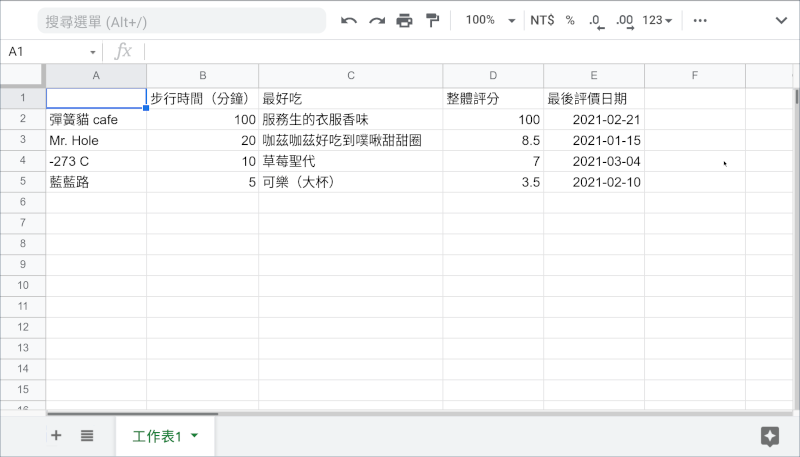 搜尋選單 (Alt+/) 100% NT$ % .0 .00 123
A1 fx
A B C D E F
1 步行時間（分鐘） 最好吃 整體評分 最後評價日期
2 彈簧貓 cafe 100 服務生的衣服香味 100 2021-02-21
3 Mr. Hole 20 咖茲咖茲好吃到噗啾甜甜圈 8.5 2021-01-15
4 -273 C 10 草莓聖代 7 2021-03-04
5 藍藍路 5 可樂（大杯） 3.5 2021-02-10
6
7
8
9
10
11
12
13
14
15
16
工作表1